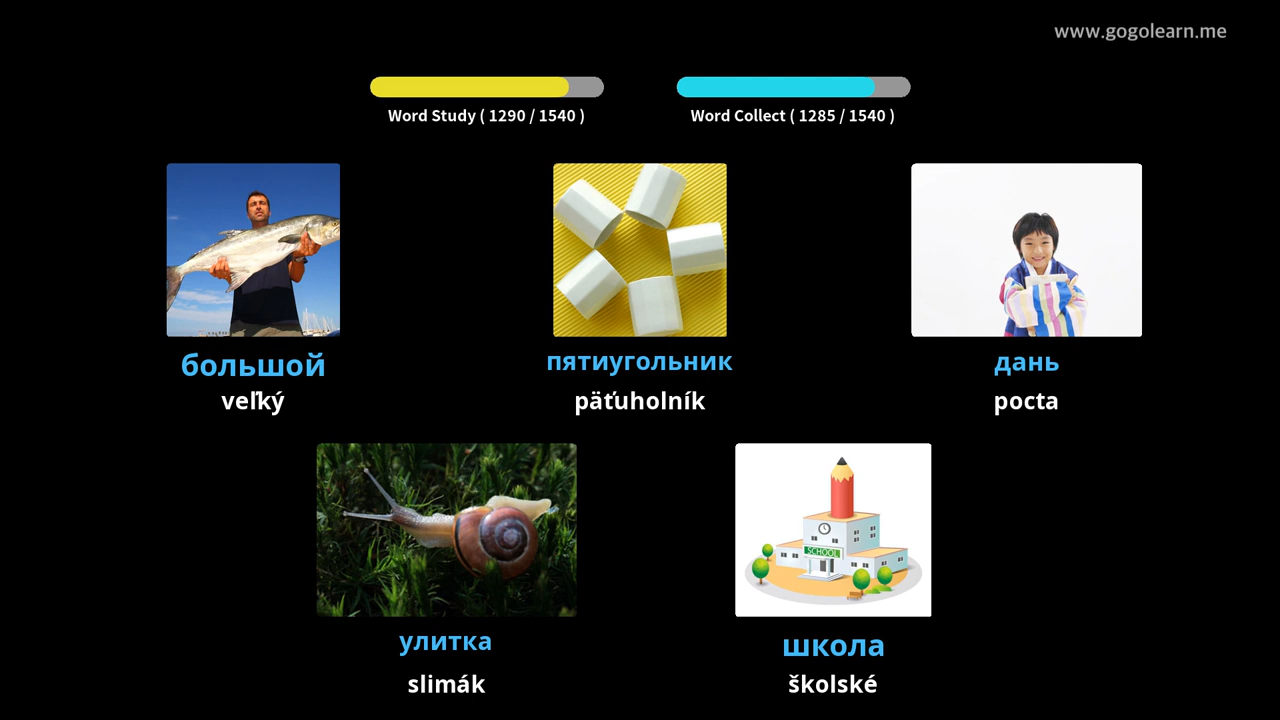 www.gogolearn.me
Word Study ( 1290 / 1540 )
Word Collect ( 1285 / 1540 )
большой
veľký
пятиугольник
päťuholník
дань
pocta
SCHOOL
улитка
slimák
школа
školské